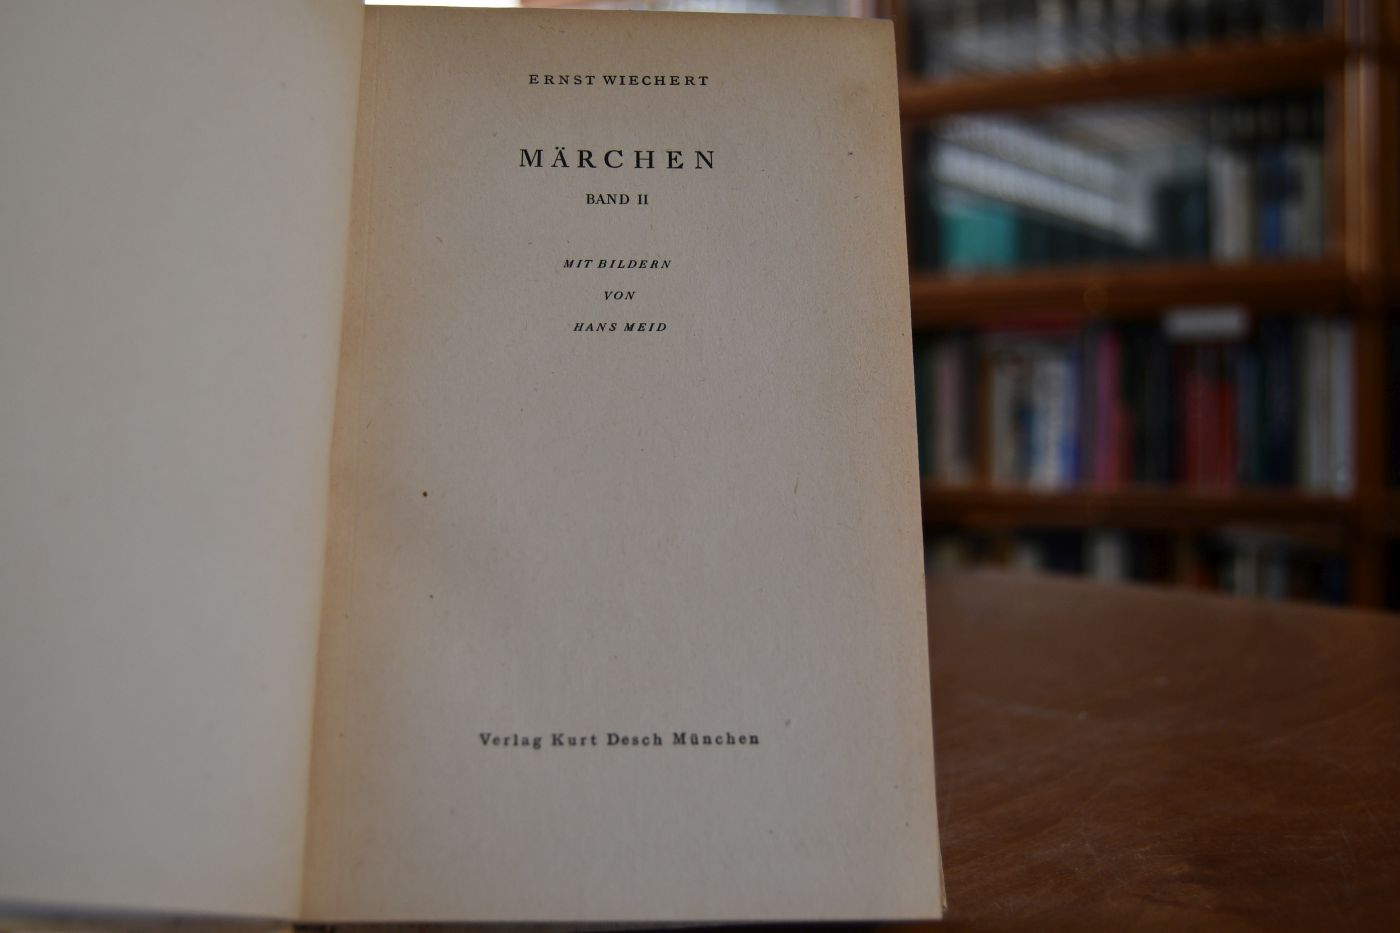 ERNST WIECHERT
MÄRCHEN
BAND II
MIT BILDERN
VON
HANS MEID
Verlag Kurt Desch München